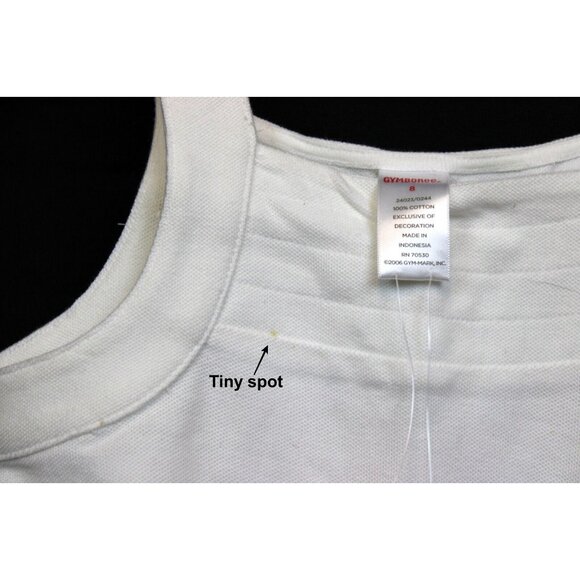 GYMBOREE
8
24023/0244
100% COTTON
EXCLUSIVE OF
DECORATION
MADE IN
INDONESIA
RN 70530
©2006 GYM-MARK, INC.
Tiny spot